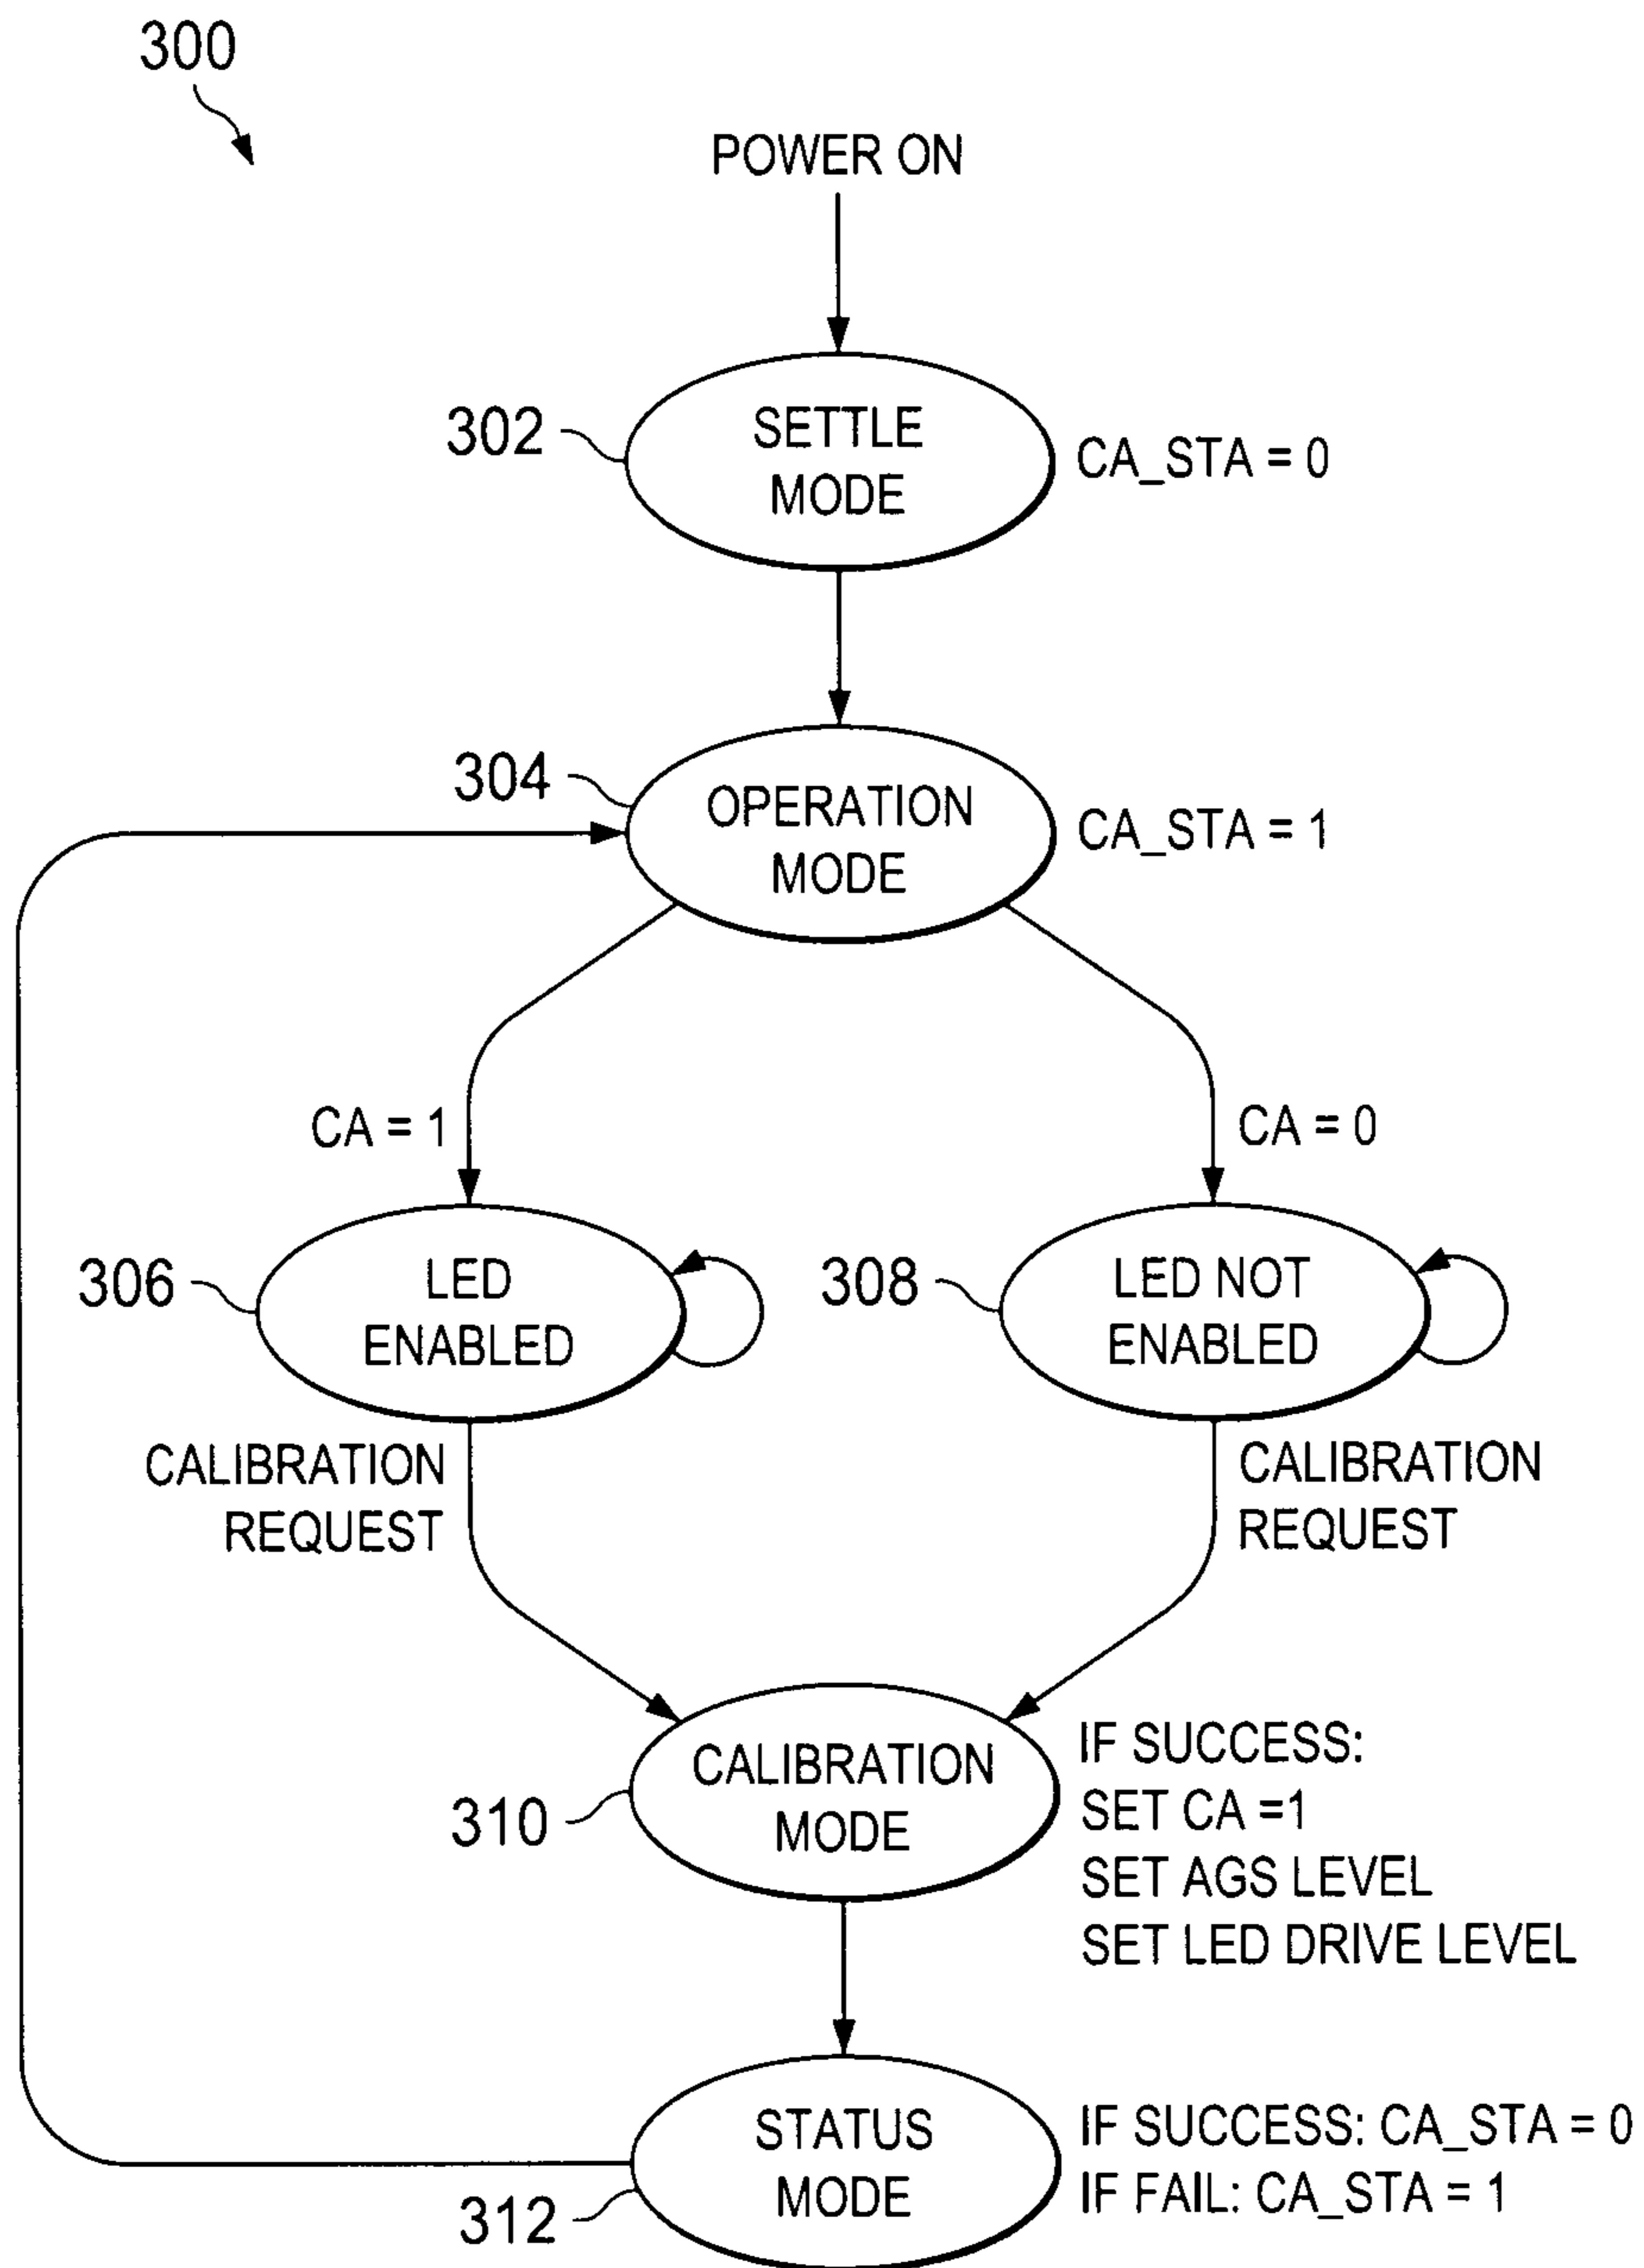 300
POWER ON
302
SETTLE
MODE
CA_STA = 0
304
OPERATION
MODE
CA_STA = 1
CA = 1
CA = 0
306
LED
ENABLED
308
LED NOT
ENABLED
CALIBRATION
REQUEST
CALIBRATION
REQUEST
310
CALIBRATION
MODE
IF SUCCESS:
SET CA =1
SET AGS LEVEL
SET LED DRIVE LEVEL
312
STATUS
MODE
IF SUCCESS: CA_STA = 0
IF FAIL: CA_STA = 1